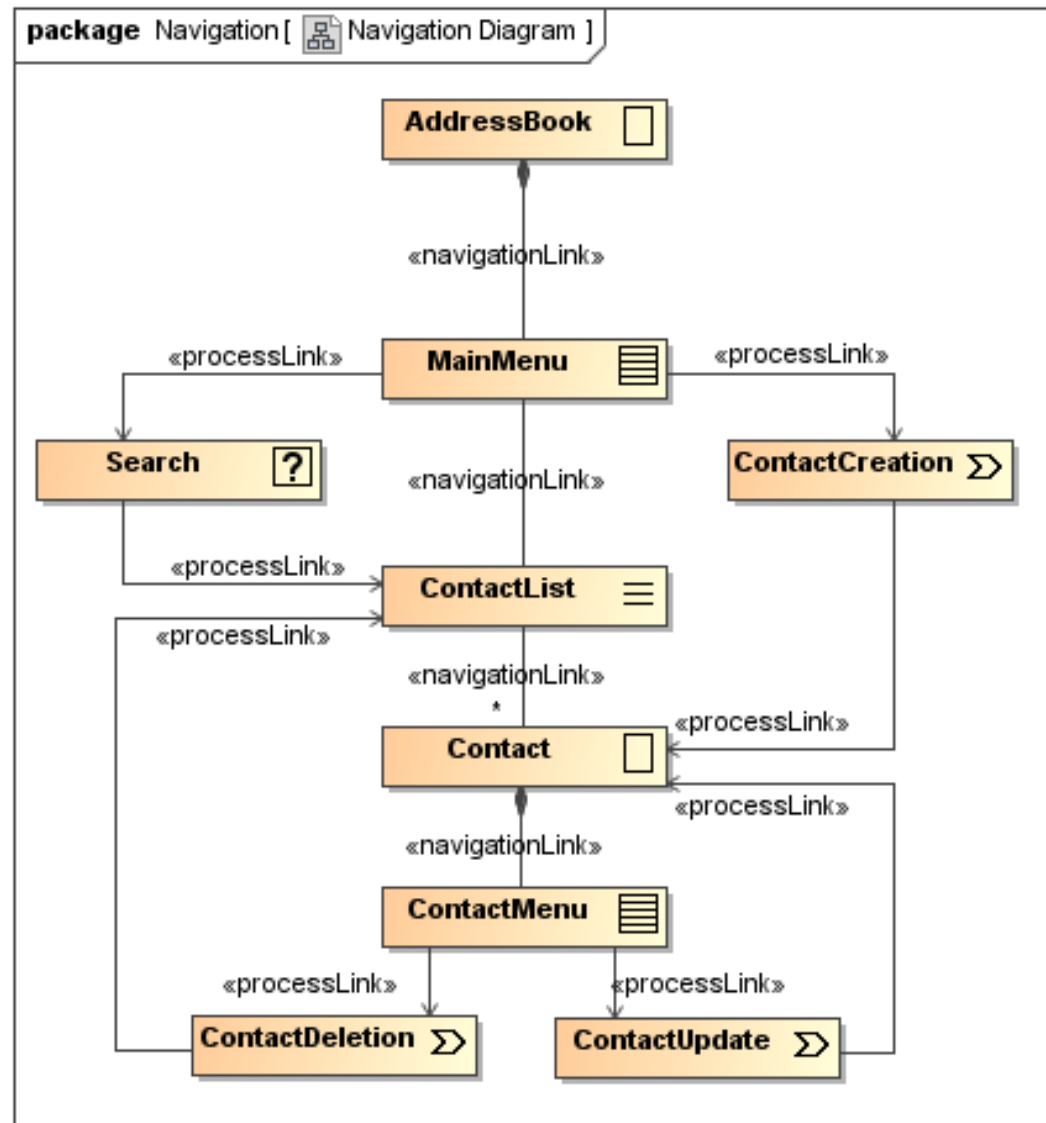 package Navigation [ Navigation Diagram ]
AddressBook
«navigationLink»
«processLink»
MainMenu
«processLink»
Search
?
«navigationLink»
ContactCreation
«processLink»
ContactList
«processLink»
«navigationLink»
*
«processLink»
Contact
«processLink»
«navigationLink»
ContactMenu
«processLink»
«processLink»
ContactDeletion
ContactUpdate